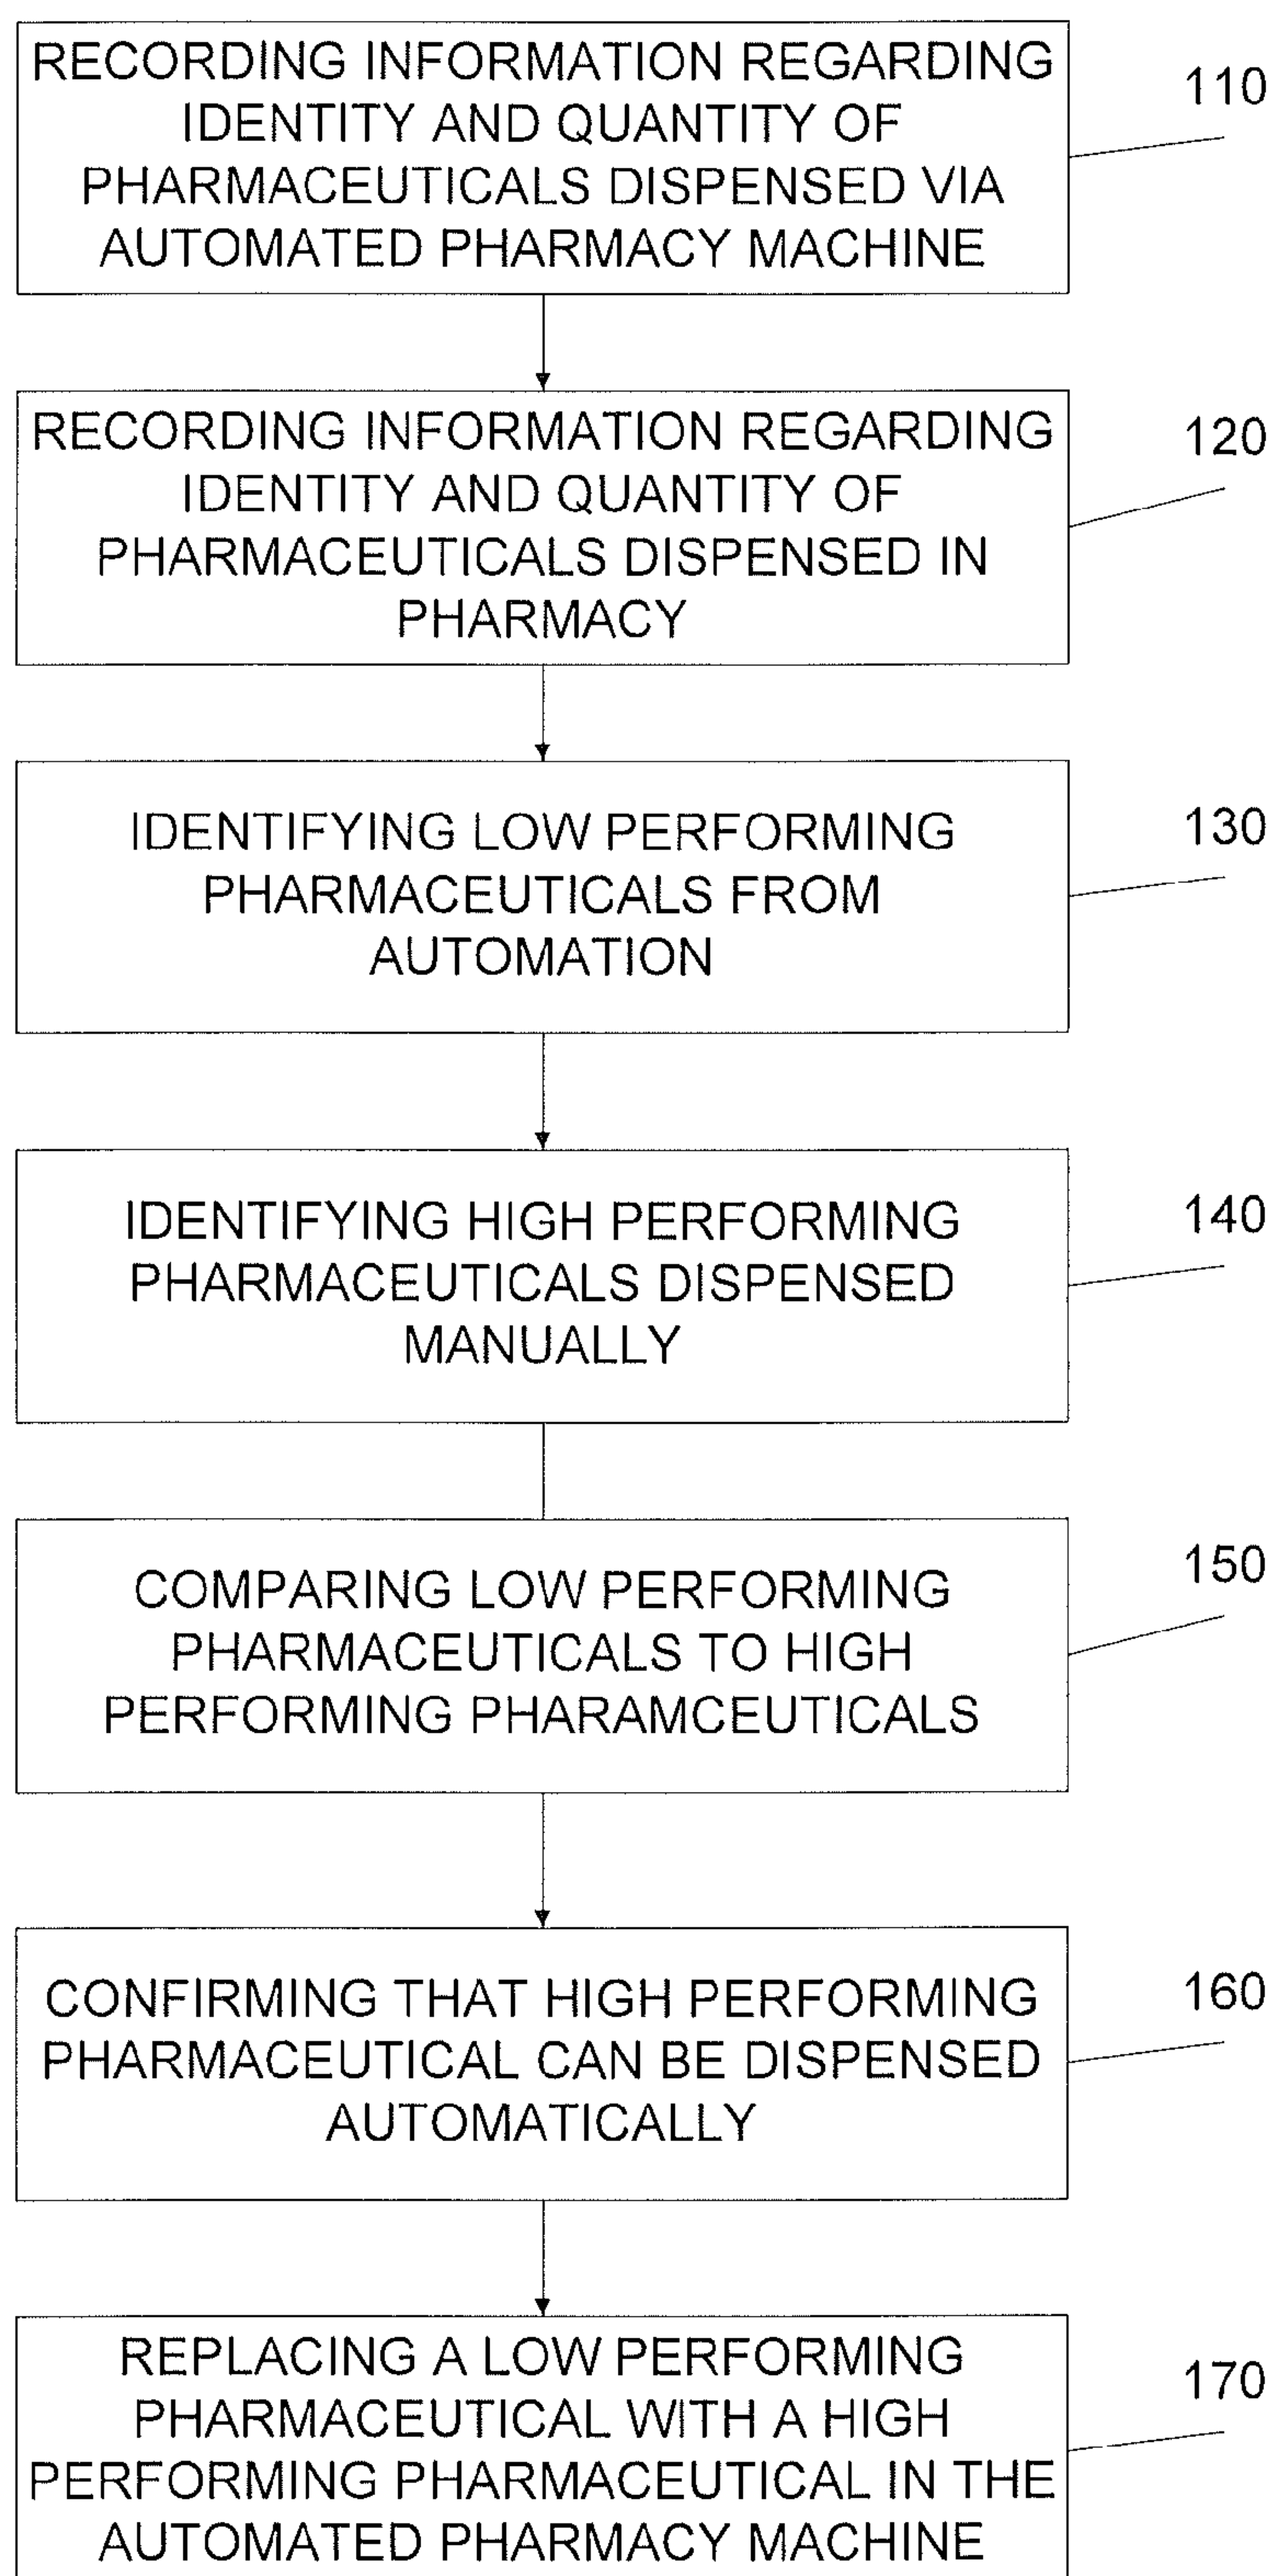 RECORDING INFORMATION REGARDING
IDENTITY AND QUANTITY OF
PHARMACEUTICALS DISPENSED VIA
AUTOMATED PHARMACY MACHINE
110
RECORDING INFORMATION REGARDING
IDENTITY AND QUANTITY OF
PHARMACEUTICALS DISPENSED IN
PHARMACY
120
IDENTIFYING LOW PERFORMING
PHARMACEUTICALS FROM
AUTOMATION
130
IDENTIFYING HIGH PERFORMING
PHARMACEUTICALS DISPENSED
MANUALLY
140
COMPARING LOW PERFORMING
PHARMACEUTICALS TO HIGH
PERFORMING PHARAMCEUTICALS
150
CONFIRMING THAT HIGH PERFORMING
PHARMACEUTICAL CAN BE DISPENSED
AUTOMATICALLY
160
REPLACING A LOW PERFORMING
PHARMACEUTICAL WITH A HIGH
PERFORMING PHARMACEUTICAL IN THE
AUTOMATED PHARMACY MACHINE
170